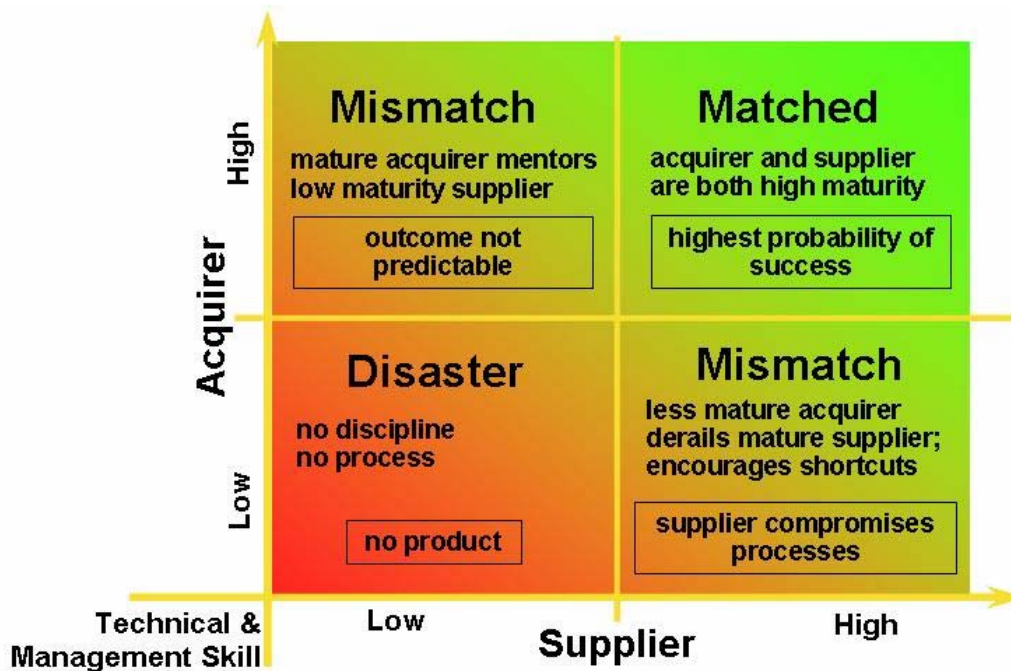 High
Low
Acquirer
Mismatch
mature acquirer mentors
low maturity supplier
outcome not
predictable
Matched
acquirer and supplier
are both high maturity
highest probability of
success
Disaster
no discipline
no process
no product
Mismatch
less mature acquirer
derails mature supplier;
encourages shortcuts
supplier compromises
processes
Technical &
Management Skill
Low
Supplier
High